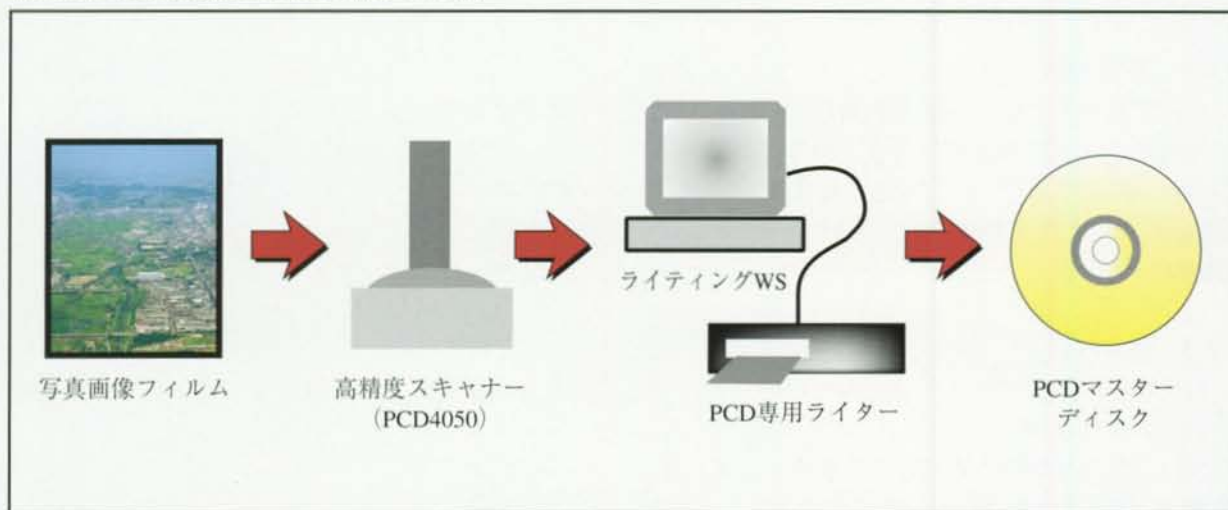 写真画像フィルム
高精度スキャナー
(PCD4050)
ライティングWS
PCD専用ライター
PCDマスター
ディスク